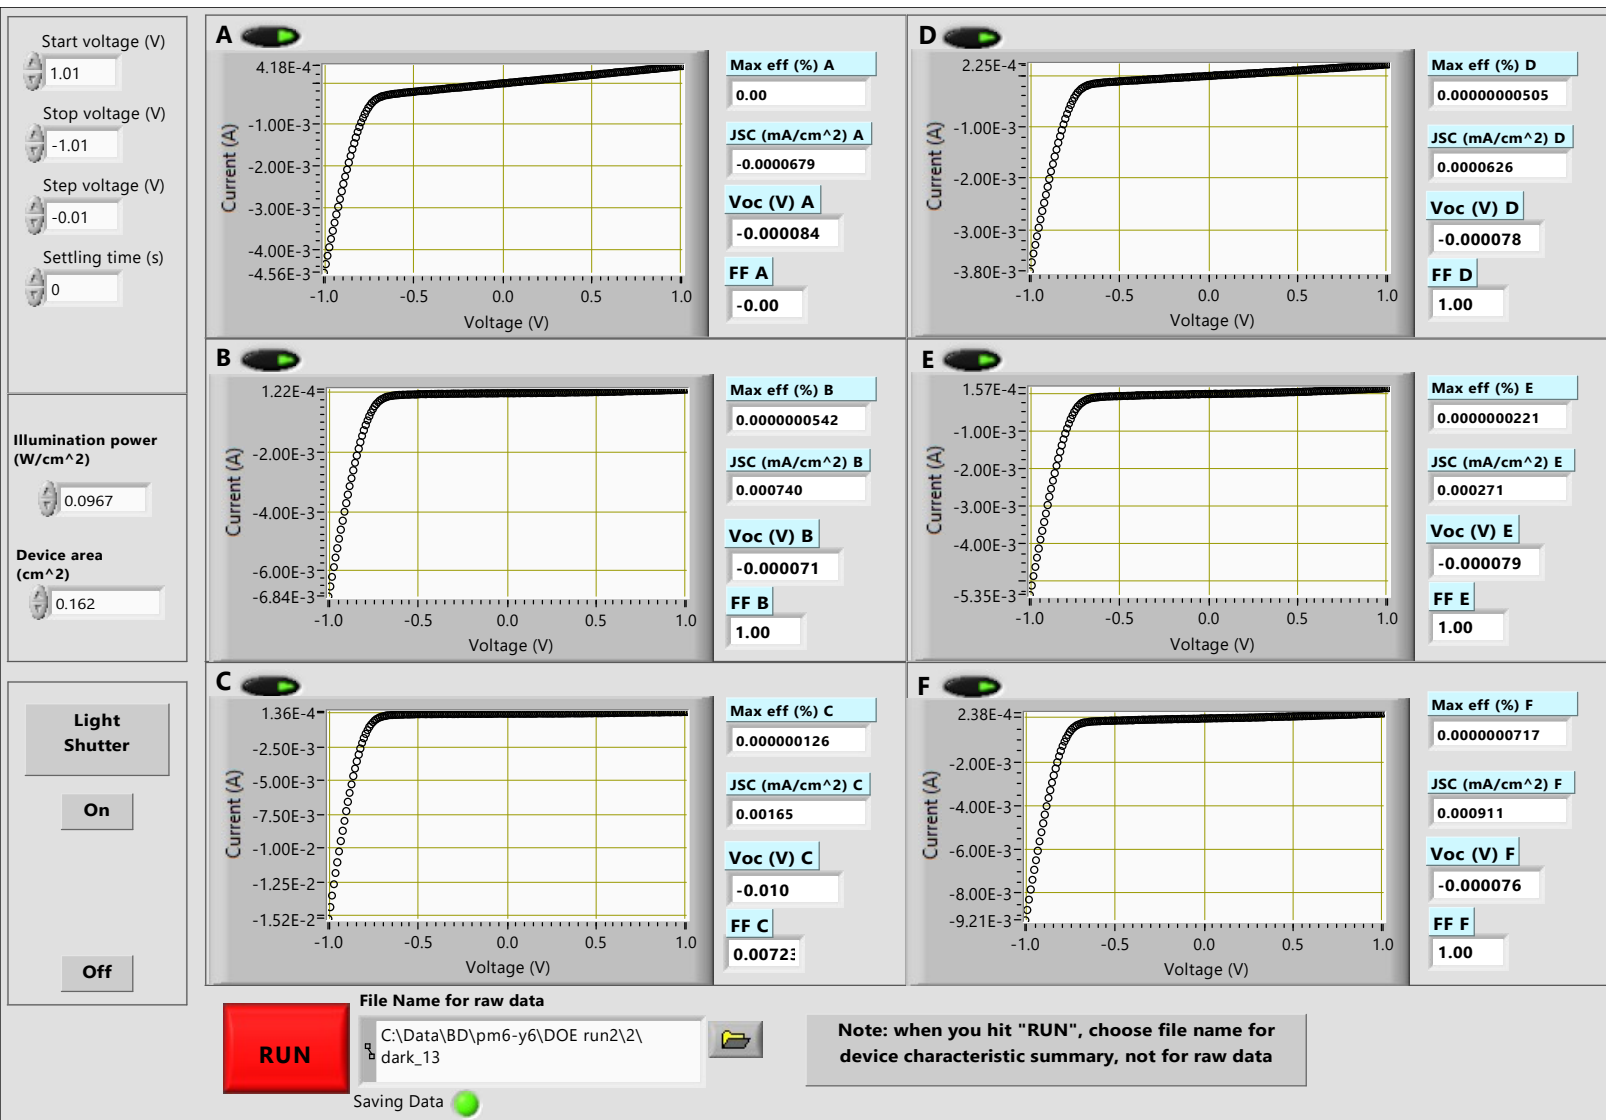 Start voltage (V)
1.01
Stop voltage (V)
-1.01
Step voltage (V)
-0.01
Settling time (s)
0
Illumination power
(W/cm^2)
0.0967
Device area
(cm^2)
0.162
Light
Shutter
On
Off
A
4.18E-4
-1.00E-3
-2.00E-3
-3.00E-3
-4.00E-3
-4.56E-3
Current (A)
-1.0 -0.5 0.0 0.5 1.0
Voltage (V)
Max eff (%) A
0.00
JSC (mA/cm^2) A
-0.0000679
Voc (V) A
-0.000084
FF A
-0.00
B
1.22E-4
-2.00E-3
-4.00E-3
-6.00E-3
-6.84E-3
Current (A)
-1.0 -0.5 0.0 0.5 1.0
Voltage (V)
Max eff (%) B
0.0000000542
JSC (mA/cm^2) B
0.000740
Voc (V) B
-0.000071
FF B
1.00
C
1.36E-4
-2.50E-3
-5.00E-3
-7.50E-3
-1.00E-2
-1.25E-2
-1.52E-2
Current (A)
-1.0 -0.5 0.0 0.5 1.0
Voltage (V)
Max eff (%) C
0.000000126
JSC (mA/cm^2) C
0.00165
Voc (V) C
-0.010
FF C
0.0072
D
2.25E-4
-1.00E-3
-2.00E-3
-3.00E-3
-3.80E-3
Current (A)
-1.0 -0.5 0.0 0.5 1.0
Voltage (V)
Max eff (%) D
0.00000000505
JSC (mA/cm^2) D
0.0000626
Voc (V) D
-0.000078
FF D
1.00
E
1.57E-4
-1.00E-3
-2.00E-3
-3.00E-3
-4.00E-3
-5.35E-3
Current (A)
-1.0 -0.5 0.0 0.5 1.0
Voltage (V)
Max eff (%) E
0.0000000221
JSC (mA/cm^2) E
0.000271
Voc (V) E
-0.000079
FF E
1.00
F
2.38E-4
-2.00E-3
-4.00E-3
-6.00E-3
-8.00E-3
-9.21E-3
Current (A)
-1.0 -0.5 0.0 0.5 1.0
Voltage (V)
Max eff (%) F
0.0000000717
JSC (mA/cm^2) F
0.000911
Voc (V) F
-0.000076
FF F
1.00
RUN
File Name for raw data
C:\Data\BD\pm6-y6\DOE run2\2\
dark_13
Saving Data
Note: when you hit "RUN", choose file name for
device characteristic summary, not for raw data